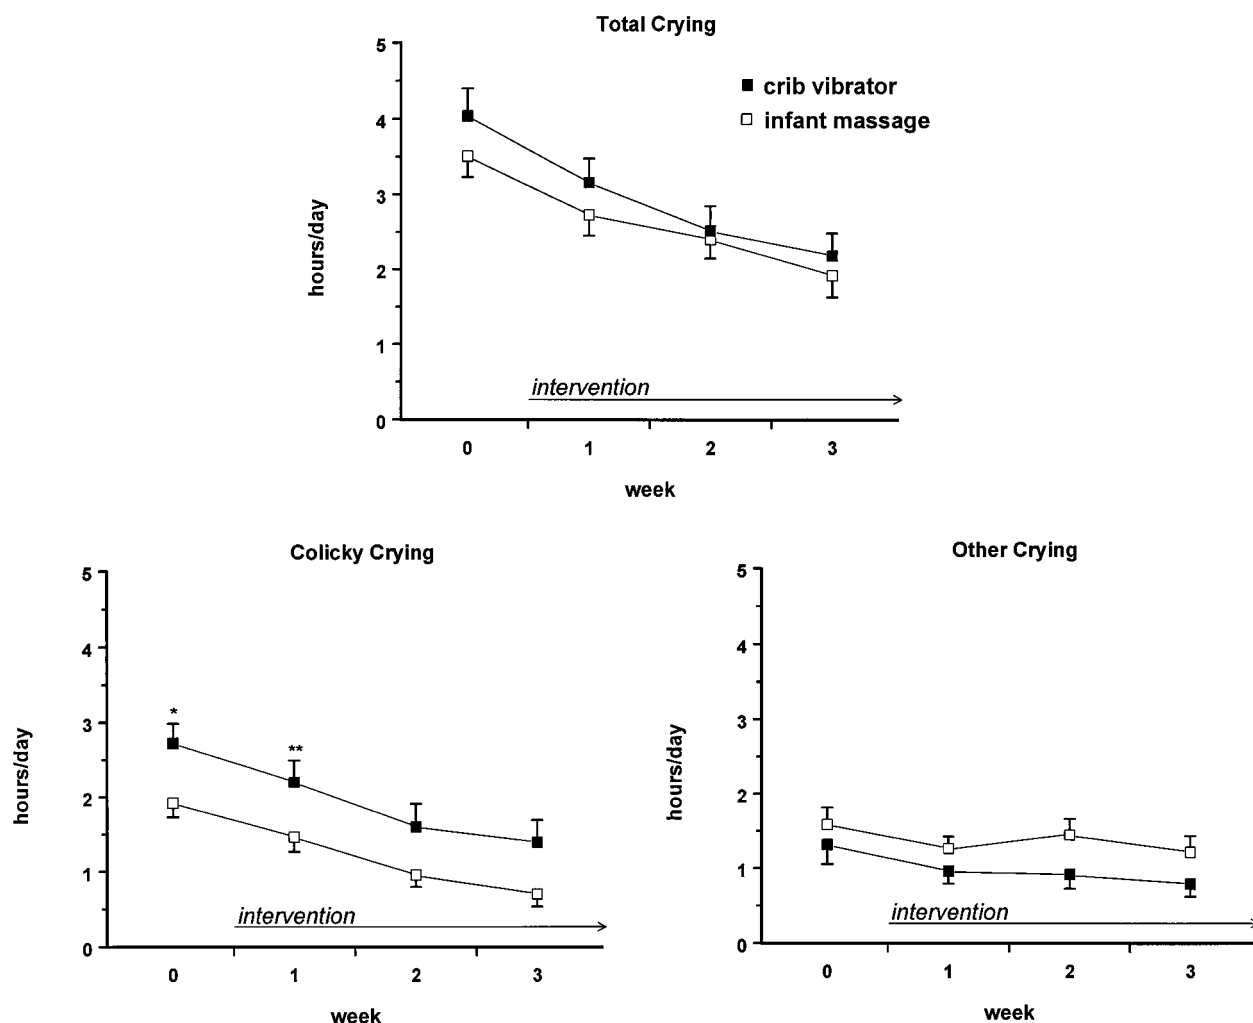 Total Crying
5
4
3
2
1
0
hours/day
crib vibrator
infant massage
intervention
0 1 2 3
week
Colicky Crying
5
4
3
2
1
0
hours/day
*
**
intervention
0 1 2 3
week
Other Crying
5
4
3
2
1
0
hours/day
intervention
0 1 2 3
week